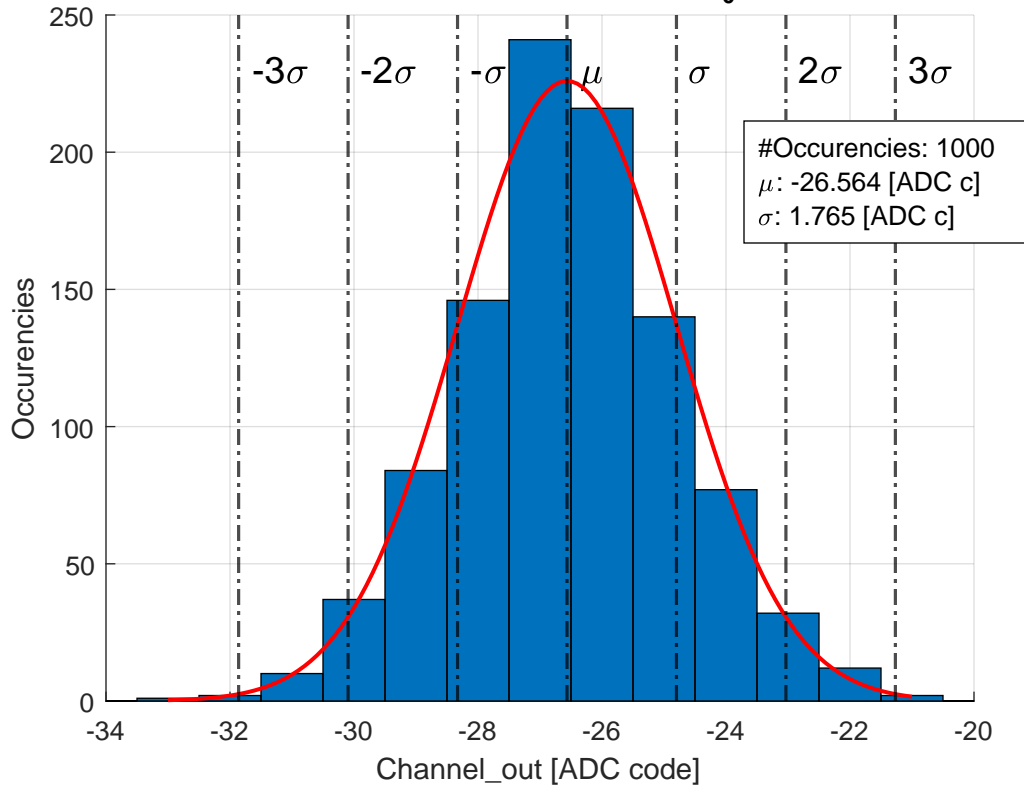 250
200
150
100
50
0
Occurencies
-3σ -2σ -σ μ σ 2σ 3σ
#Occurencies: 1000
μ: -26.564 [ADC c]
σ: 1.765 [ADC c]
-34 -32 -30 -28 -26 -24 -22 -20
Channel_out [ADC code]